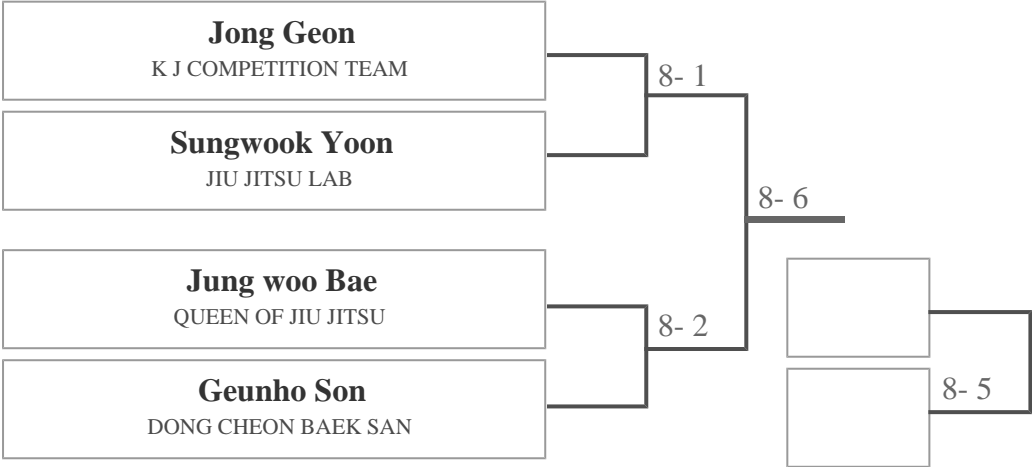 Jong Geon
K J COMPETITION TEAM
8- 1
Sungwook Yoon
JIU JITSU LAB
8- 6
Jung woo Bae
QUEEN OF JIU JITSU
8- 2
Geunho Son
DONG CHEON BAEK SAN
8- 5